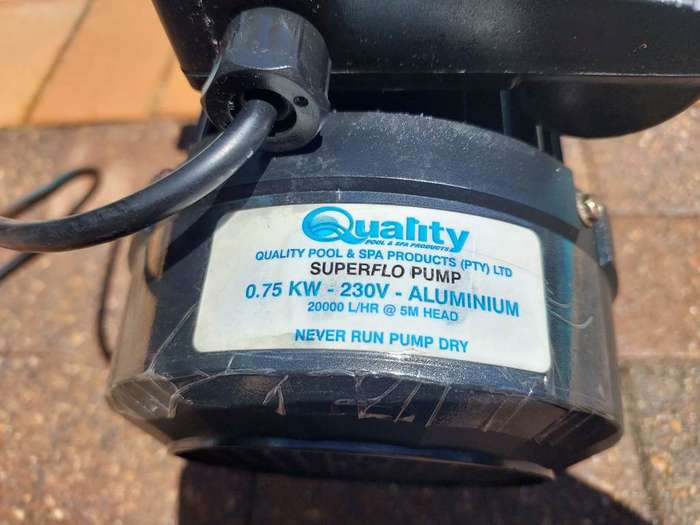 Quality
POOL & SPA PRODUCTS
QUALITY POOL & SPA PRODUCTS (PTY) LTD
SUPERFLO PUMP
0.75 KW - 230V - ALUMINIUM
20000 L/HR @ 5M HEAD
NEVER RUN PUMP DRY